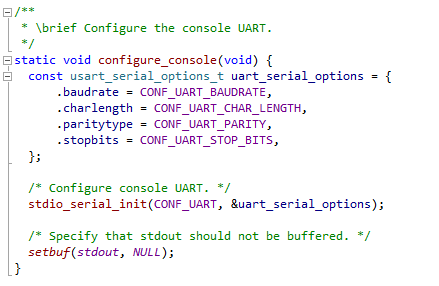 /**
 * \brief Configure the console UART.
 */
static void configure_console(void) {
  const usart_serial_options_t uart_serial_options = {
    .baudrate = CONF_UART_BAUDRATE,
    .charlength = CONF_UART_CHAR_LENGTH,
    .paritytype = CONF_UART_PARITY,
    .stopbits = CONF_UART_STOP_BITS,
  };
  /* Configure console UART. */
  stdio_serial_init(CONF_UART, &uart_serial_options);
  /* Specify that stdout should not be buffered. */
  setbuf(stdout, NULL);
}